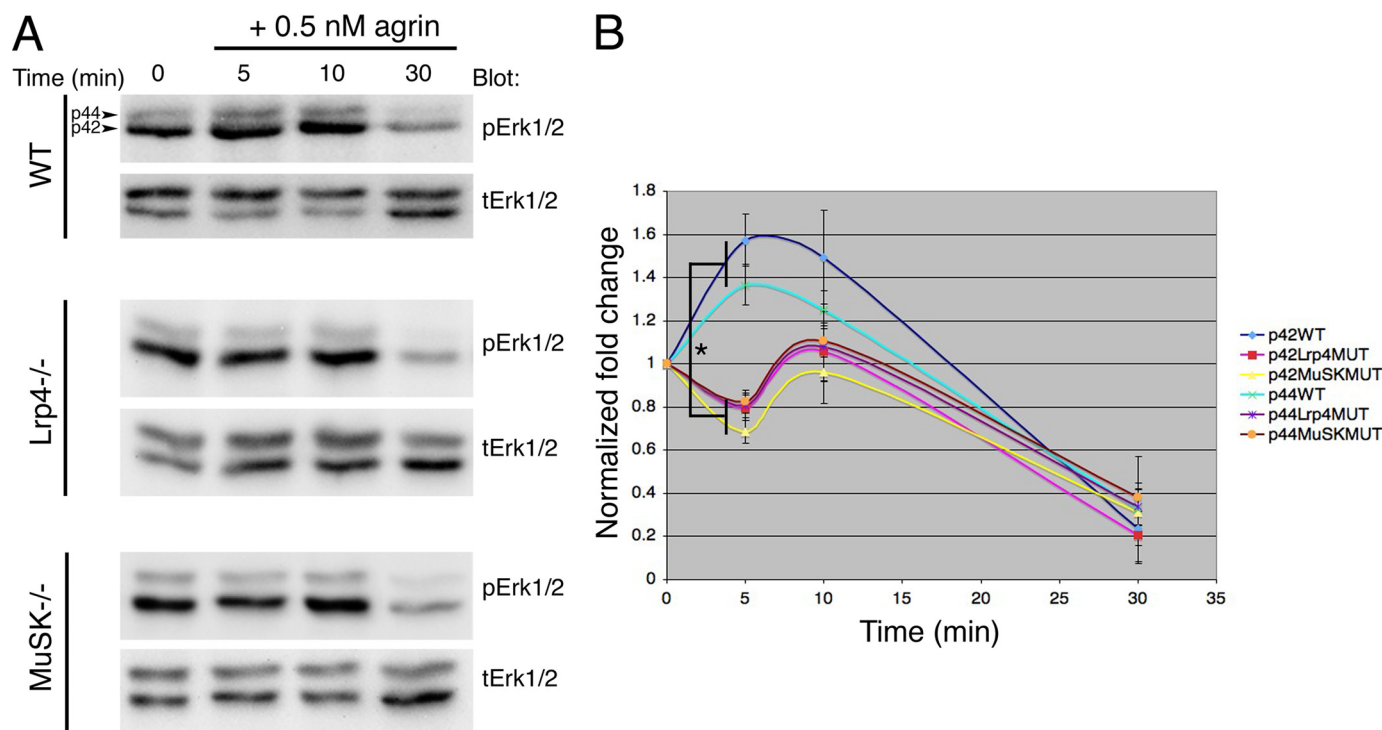 A
+ 0.5 nM agrin
Time (min) 0 5 10 30 Blot:
WT
p44
p42
pErk1/2
tErk1/2
Lrp4-/-
pErk1/2
tErk1/2
MuSK-/-
pErk1/2
tErk1/2
B
Normalized fold change
1.8
1.6
1.4
1.2
1
0.8
0.6
0.4
0.2
0
*
0 5 10 15 20 25 30 35
Time (min)
p42WT
p42Lrp4MUT
p42MuSKMUT
p44WT
p44Lrp4MUT
p44MuSKMUT